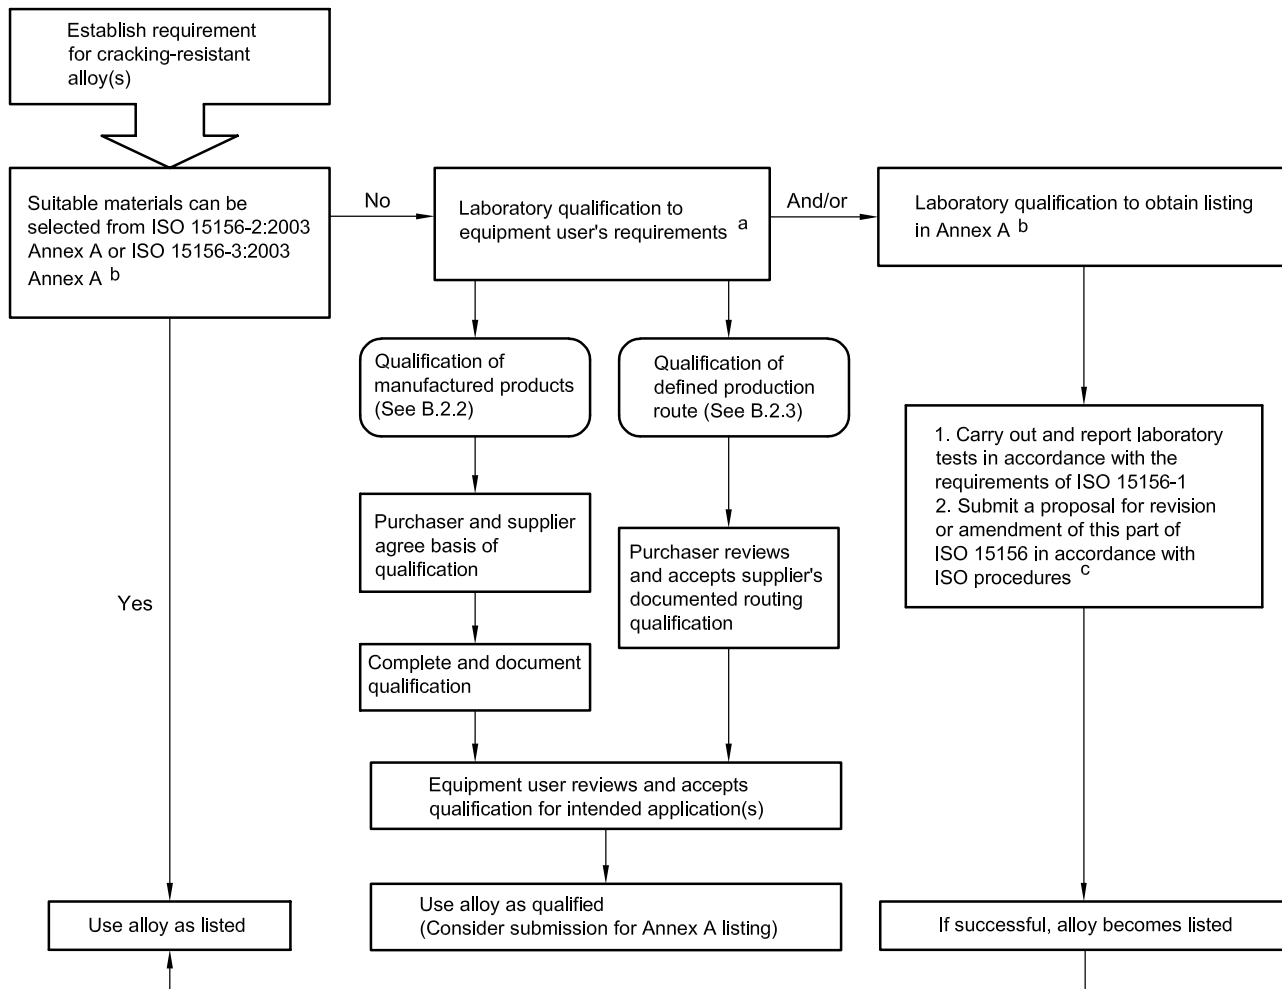 Establish requirement
for cracking-resistant
alloy(s)
Suitable materials can be
selected from ISO 15156-2:2003
Annex A or ISO 15156-3:2003
Annex A b
No
Laboratory qualification to
equipment user's requirements a
And/or
Laboratory qualification to obtain listing
in Annex A b
Qualification of
manufactured products
(See B.2.2)
Qualification of
defined production
route (See B.2.3)
1. Carry out and report laboratory
tests in accordance with the
requirements of ISO 15156-1
2. Submit a proposal for revision
or amendment of this part of
ISO 15156 in accordance with
ISO procedures c
Purchaser and supplier
agree basis of
qualification
Purchaser reviews
and accepts supplier's
documented routing
qualification
Yes
Complete and document
qualification
Equipment user reviews and accepts
qualification for intended application(s)
Use alloy as listed
Use alloy as qualified
(Consider submission for Annex A listing)
If successful, alloy becomes listed